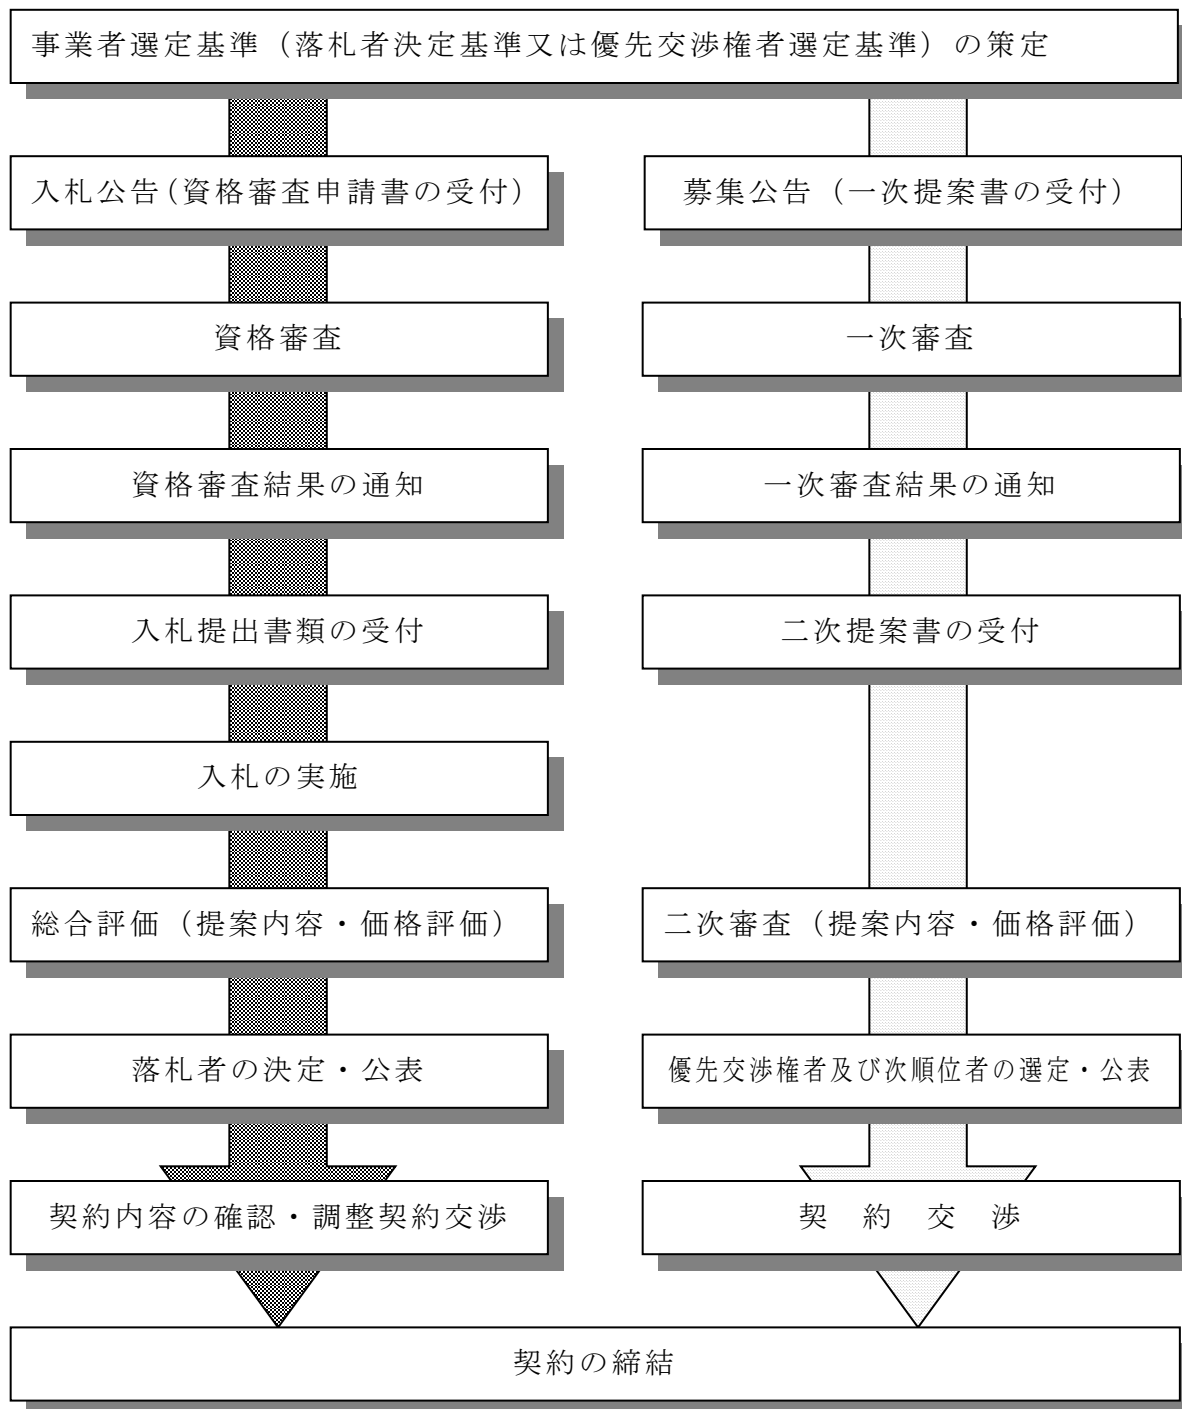 事業者選定基準（落札者決定基準又は優先交渉権者選定基準）の策定
入札公告（資格審査申請書の受付）
募集公告（一次提案書の受付）
資格審査
一次審査
資格審査結果の通知
一次審査結果の通知
入札提出書類の受付
二次提案書の受付
入札の実施
総合評価（提案内容・価格評価）
二次審査（提案内容・価格評価）
落札者の決定・公表
優先交渉権者及び次順位者の選定・公表
契約内容の確認・調整契約交渉
契　約　交　渉
契約の締結